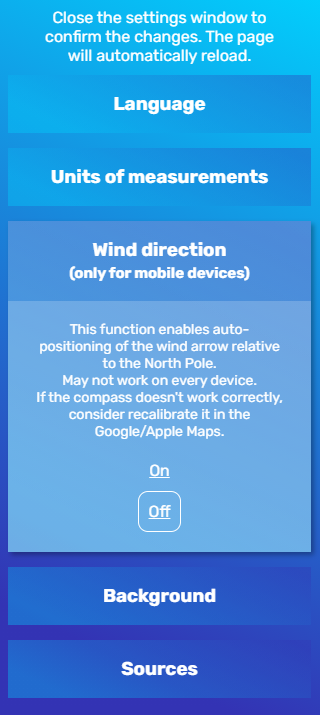 Close the settings window to
confirm the changes. The page
will automatically reload.
Language
Units of measurements
Wind direction
(only for mobile devices)
This function enables auto-
positioning of the wind arrow relative
to the North Pole.
May not work on every device.
If the compass doesn't work correctly,
consider recalibrate it in the
Google/Apple Maps.
On
Off
Background
Sources